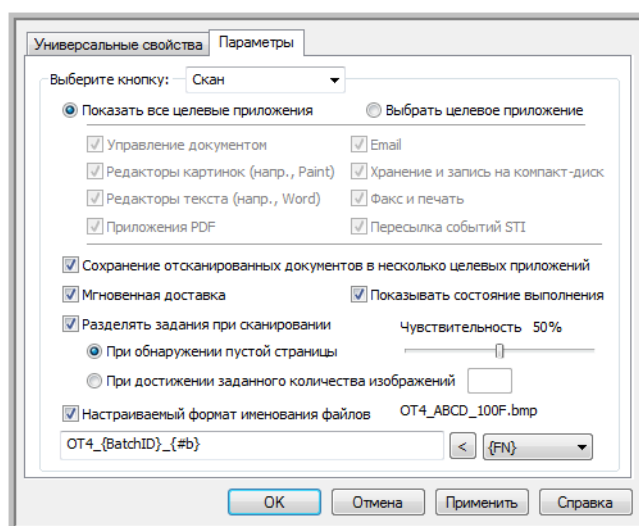 Универсальные свойства Параметры
Выберите кнопку: Скан
Показать все целевые приложения Выбрать целевое приложение
Управление документом Email
Редакторы картинок (напр., Paint) Хранение и запись на компакт-диск
Редакторы текста (напр., Word) Факс и печать
Приложения PDF Пересылка событий STI
Сохранение отсканированных документов в несколько целевых приложений
Мгновенная доставка Показывать состояние выполнения
Разделять задания при сканировании Чувствительность 50%
При обнаружении пустой страницы
При достижении заданного количества изображений
Настраиваемый формат именования файлов OT4_ABCD_100F.bmp
OT4_{BatchID}_{#b} < {FN}
OK Отмена Применить Справка